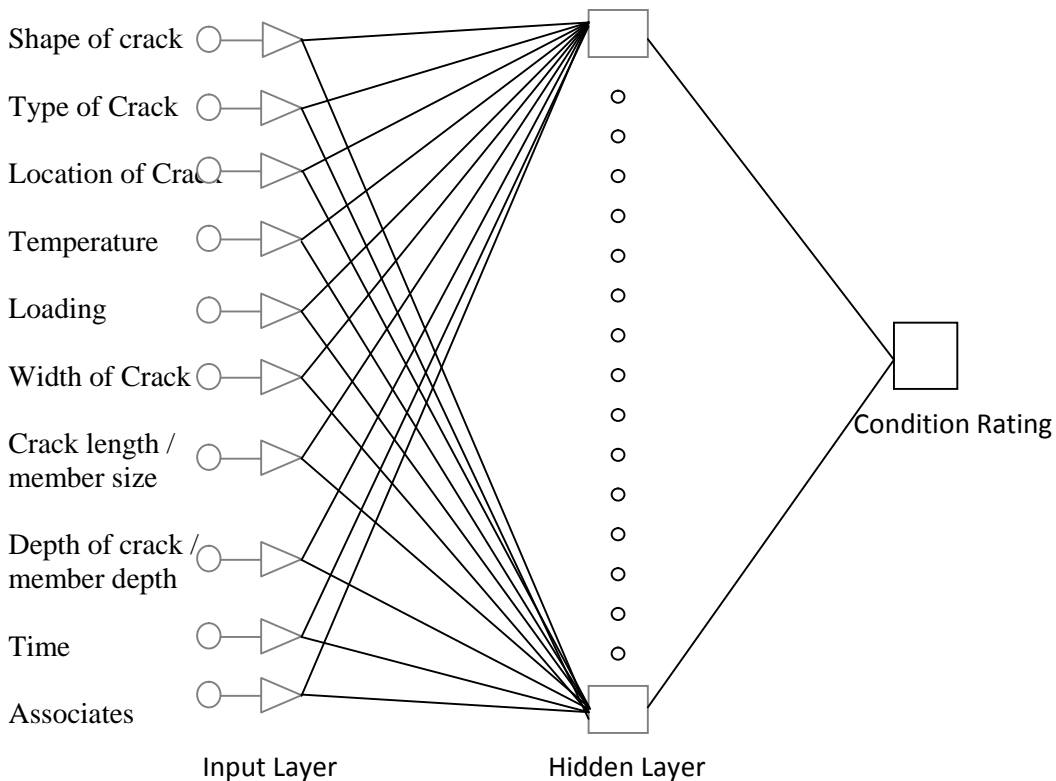 Shape of crack
Type of Crack
Location of Crack
Temperature
Loading
Width of Crack
Crack length /
member size
Depth of crack /
member depth
Time
Associates
Condition Rating
Input Layer
Hidden Layer